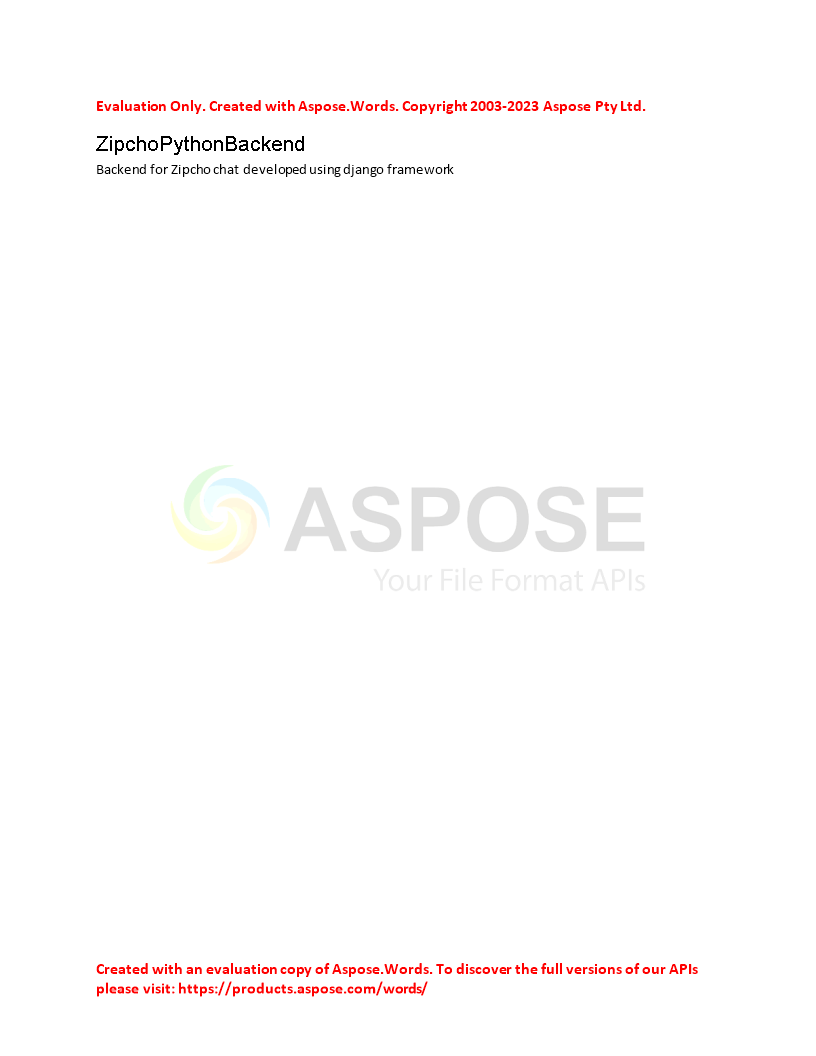 Evaluation Only. Created with Aspose.Words. Copyright 2003-2023 Aspose Pty Ltd.
ZipchoPythonBackend
Backend for Zipcho chat developed using django framework
ASPOSE
Your File Format APIs
Created with an evaluation copy of Aspose.Words. To discover the full versions of our APIs
please visit: https://products.aspose.com/words/